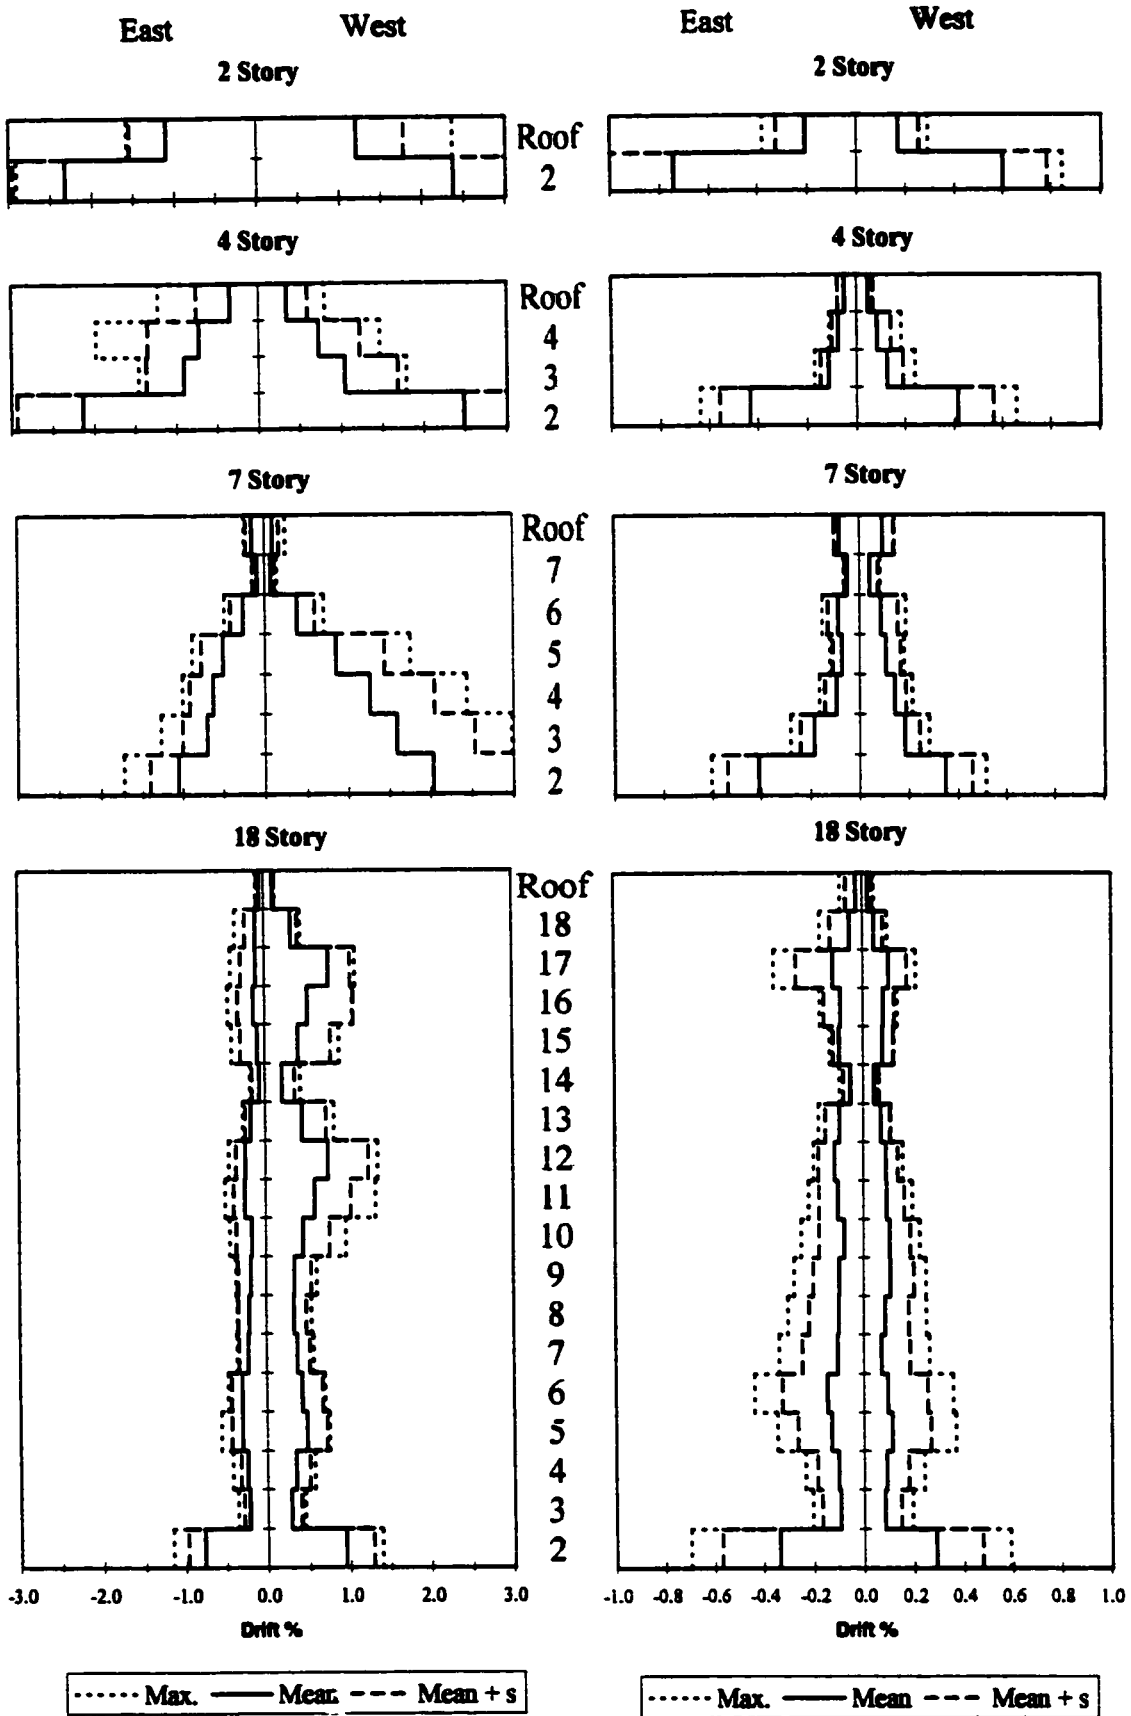 East West East West
2 Story 2 Story
Roof
2
4 Story 4 Story
Roof
4
3
2
7 Story 7 Story
Roof
7
6
5
4
3
2
18 Story 18 Story
Roof
18
17
16
15
14
13
12
11
10
9
8
7
6
5
4
3
2
-3.0 -2.0 -1.0 0.0 1.0 2.0 3.0 -1.0 -0.8 -0.6 -0.4 -0.2 0.0 0.2 0.4 0.6 0.8 1.0
Drift % Drift %
Max. Mean Mean + s Max. Mean Mean + s